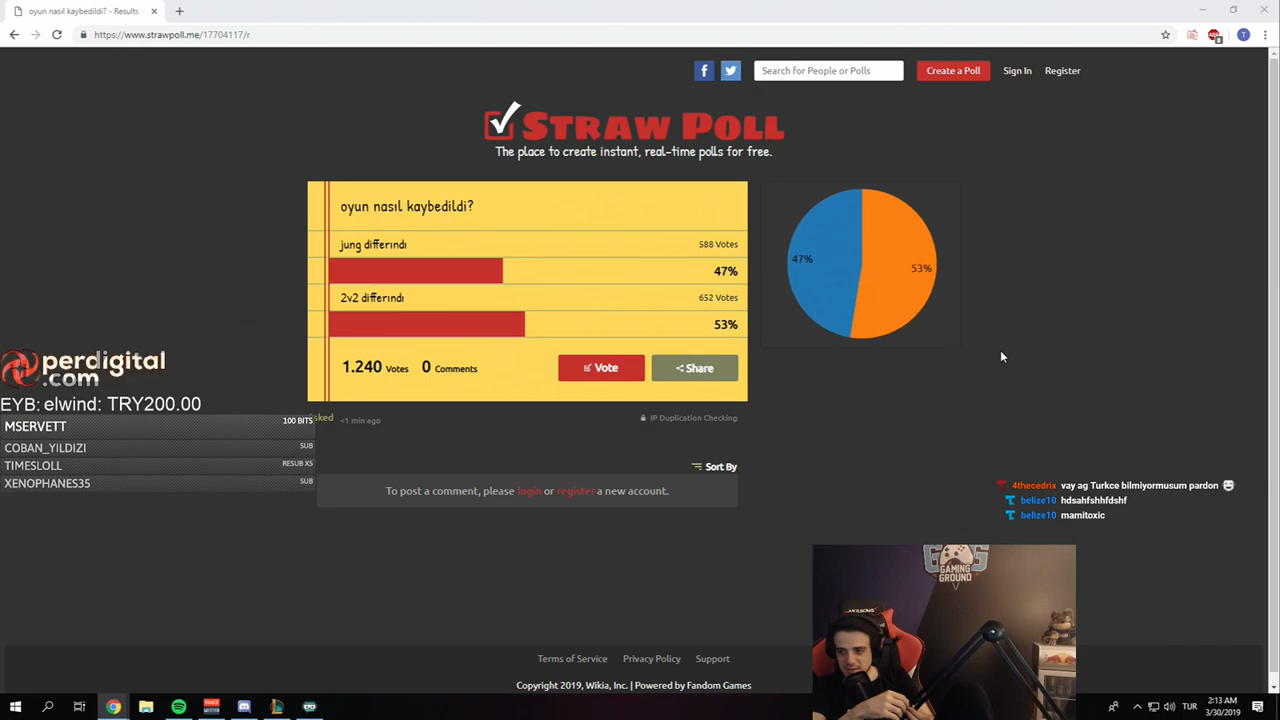 oyun nasıl kaybedildi? - Results
https://www.strawpoll.me/17704117/r
T
Search for People or Polls
Create a Poll
Sign In
Register
STRAW POLL
The place to create instant, real-time polls for free.
oyun nasıl kaybedildi?
jung differındı
588 Votes
47%
2v2 differındı
652 Votes
53%
1.240 Votes
0 Comments
Vote
Share
47%
53%
<1 min ago
IP Duplication Checking
Sort By
To post a comment, please login or register a new account.
perdigital
.com
EYB: elwind: TRY200.00
MSERVETT 100 BITS
COBAN_YILDIZI SUB
TIMESLOLL RESUB X5
XENOPHANES35 SUB
4thecedrix vay ag Turkce bilmiyormusum pardon
belize10 hdsahfshhfdshf
belize10 mamitoxic
GAMING
GROUND
Terms of Service
Privacy Policy
Support
Copyright 2019, Wikia, Inc. | Powered by Fandom Games
TUR
2:13 AM
3/30/2019